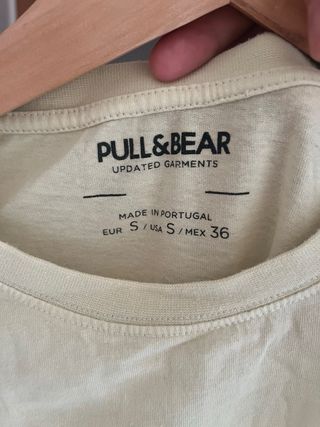 PULL&BEAR
UPDATED GARMENTS
MADE IN PORTUGAL
EUR S / USA S / MEX 36